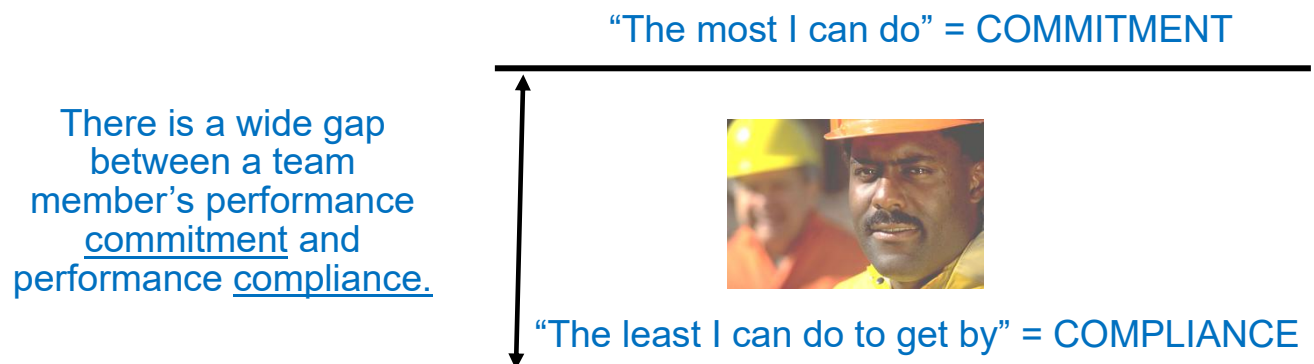 “The most I can do” = COMMITMENT
There is a wide gap
between a team
member’s performance
commitment and
performance compliance.
“The least I can do to get by” = COMPLIANCE